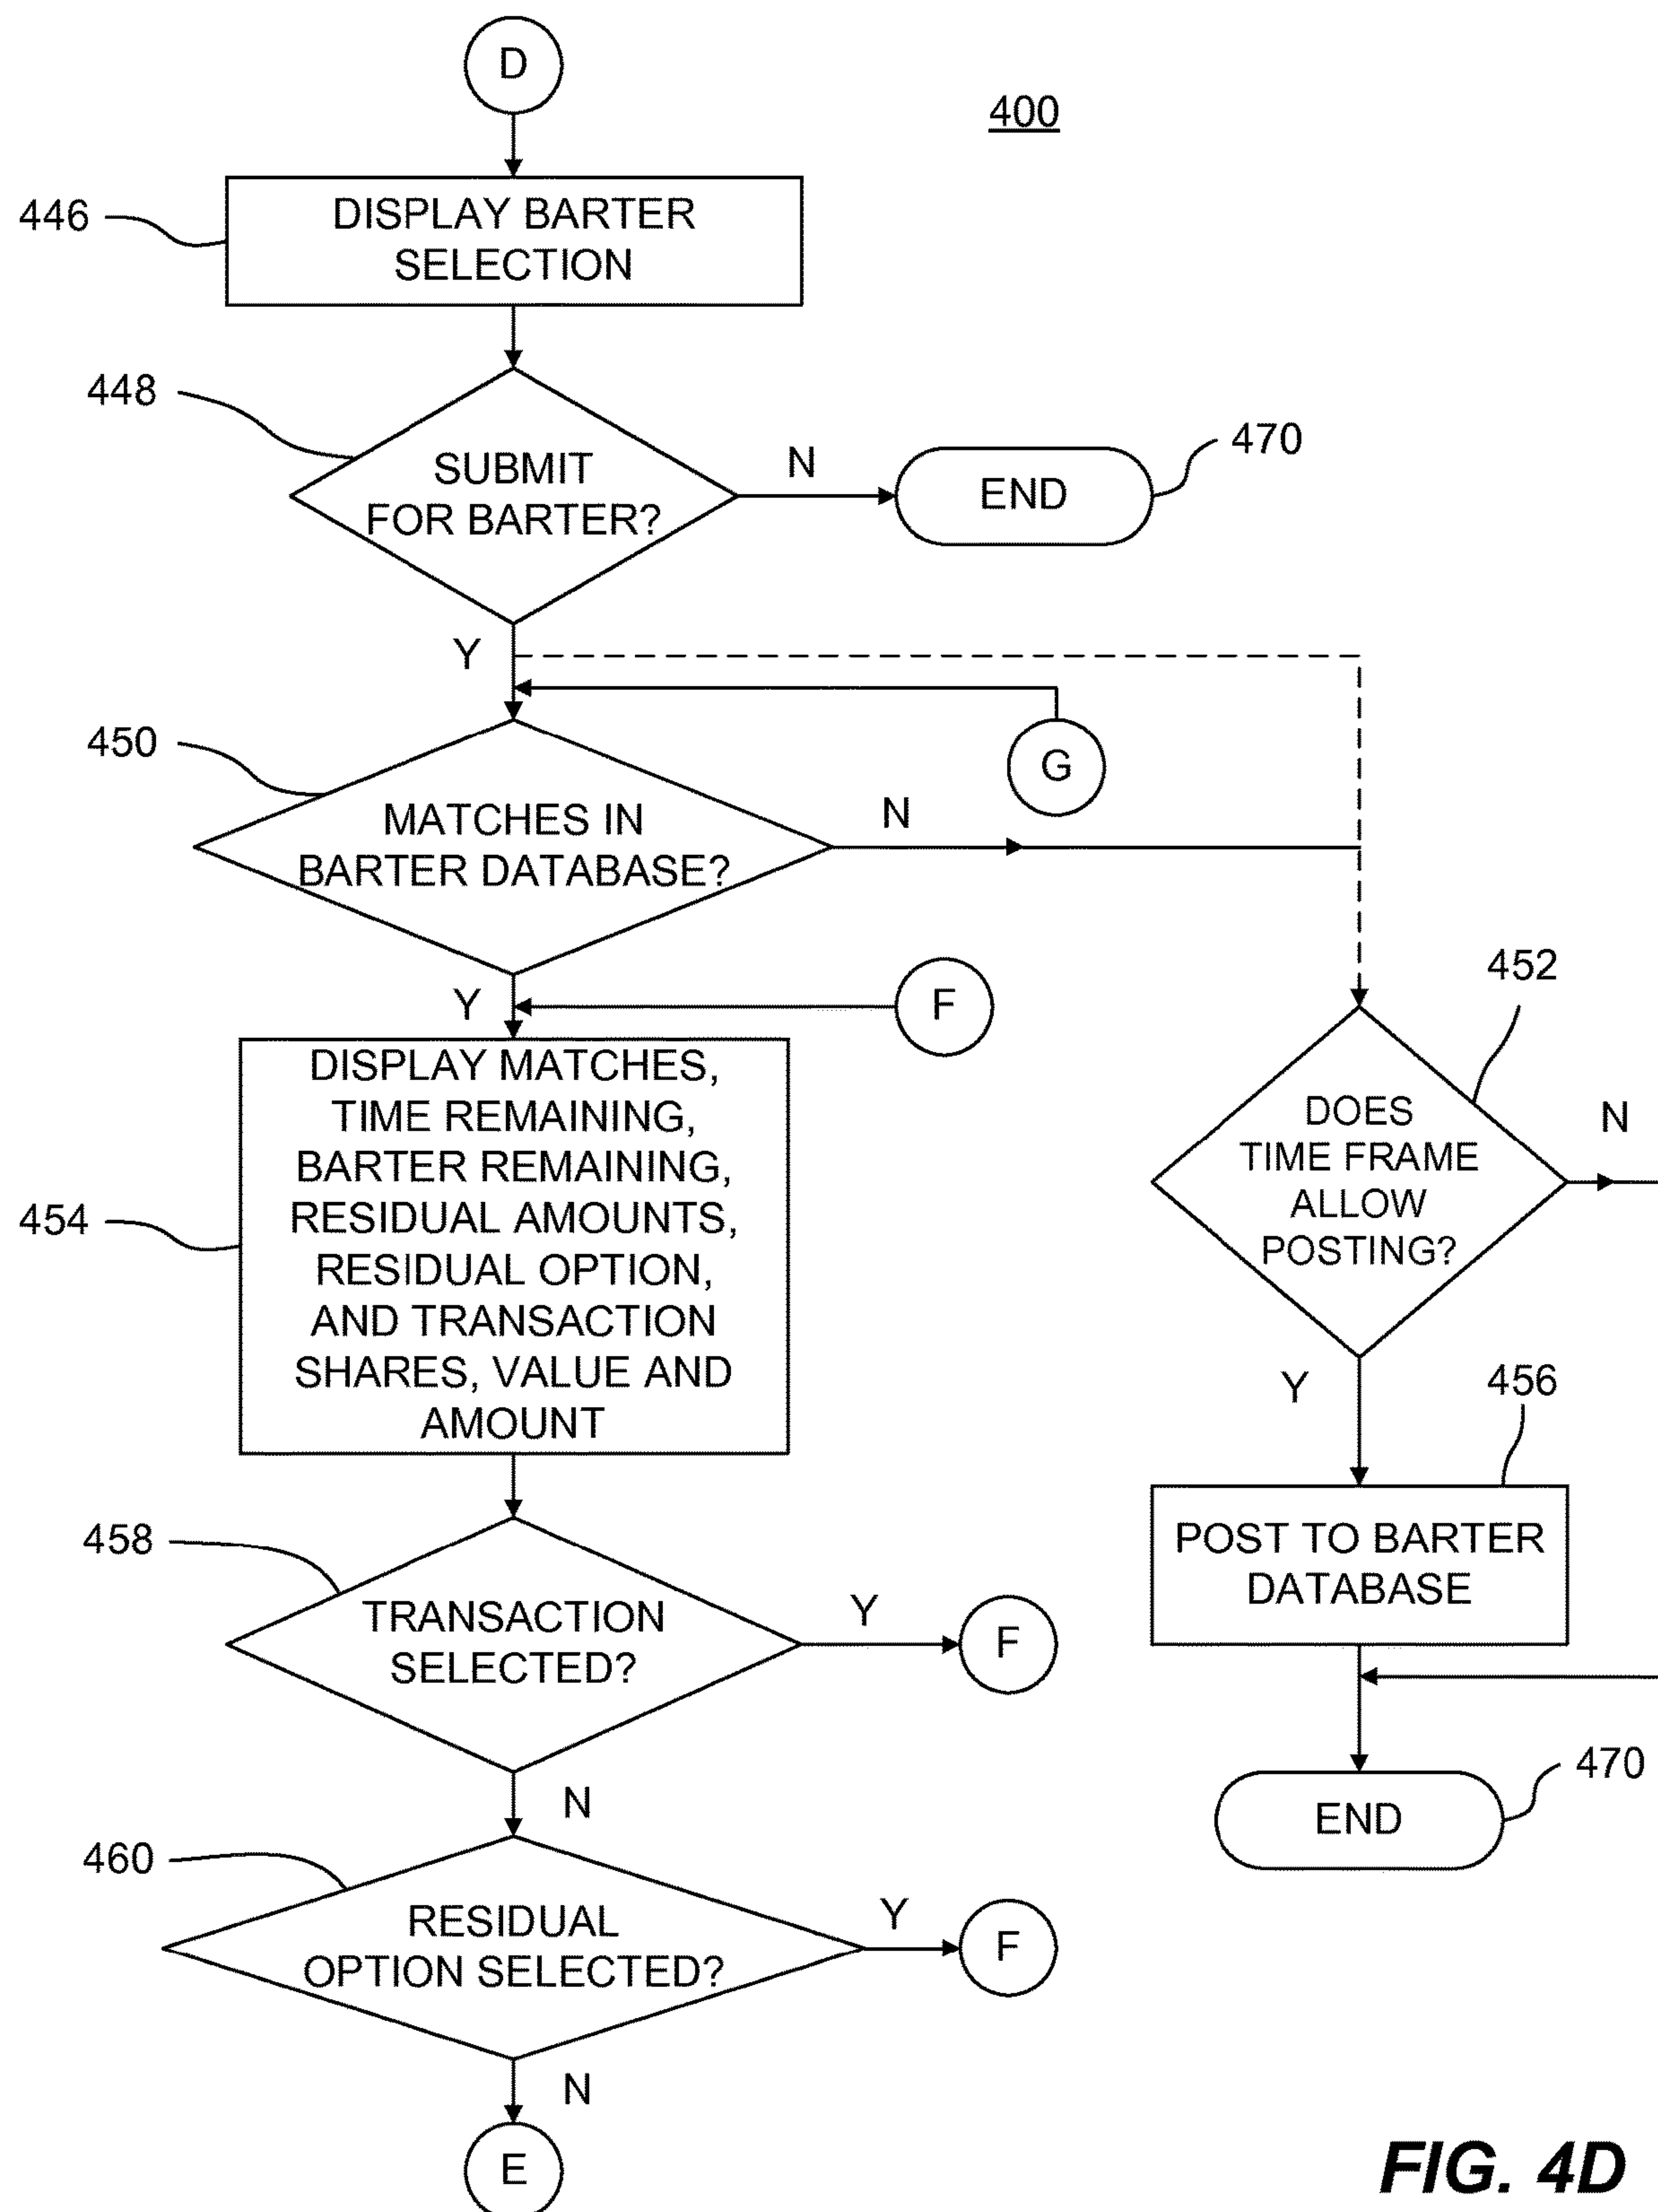 D
400
446
DISPLAY BARTER
SELECTION
448
SUBMIT
FOR BARTER?
N
END
470
Y
G
450
MATCHES IN
BARTER DATABASE?
N
Y
F
452
DOES
TIME FRAME
ALLOW
POSTING?
N
454
DISPLAY MATCHES,
TIME REMAINING,
BARTER REMAINING,
RESIDUAL AMOUNTS,
RESIDUAL OPTION,
AND TRANSACTION
SHARES, VALUE AND
AMOUNT
Y
456
POST TO BARTER
DATABASE
458
TRANSACTION
SELECTED?
Y
F
N
470
END
460
RESIDUAL
OPTION SELECTED?
Y
F
N
E
FIG. 4D